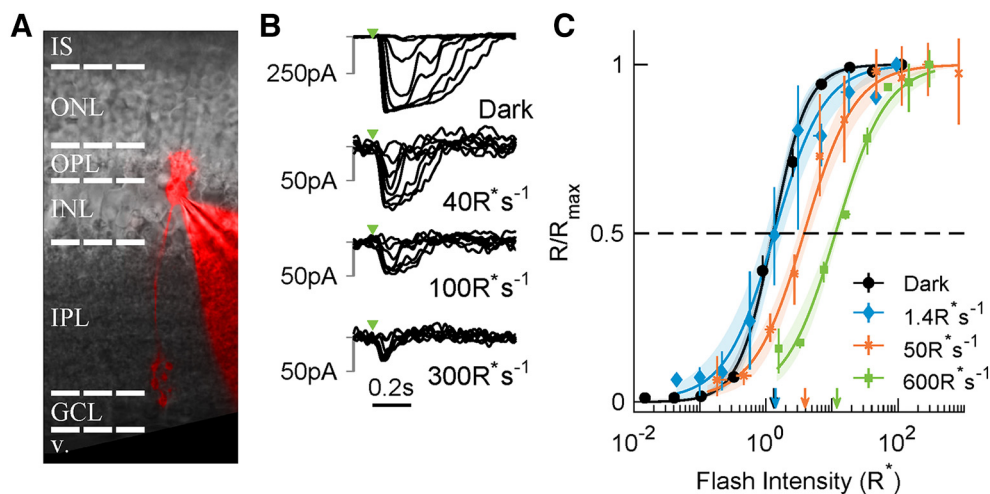 A
IS
ONL
OPL
INL
IPL
GCL
v.
B
250pA
Dark
50pA
40R*s-1
50pA
100R*s-1
50pA
300R*s-1
0.2s
C
R/Rmax
1
0.5
0
Dark
1.4R*s-1
50R*s-1
600R*s-1
10-2
100
102
Flash Intensity (R*)